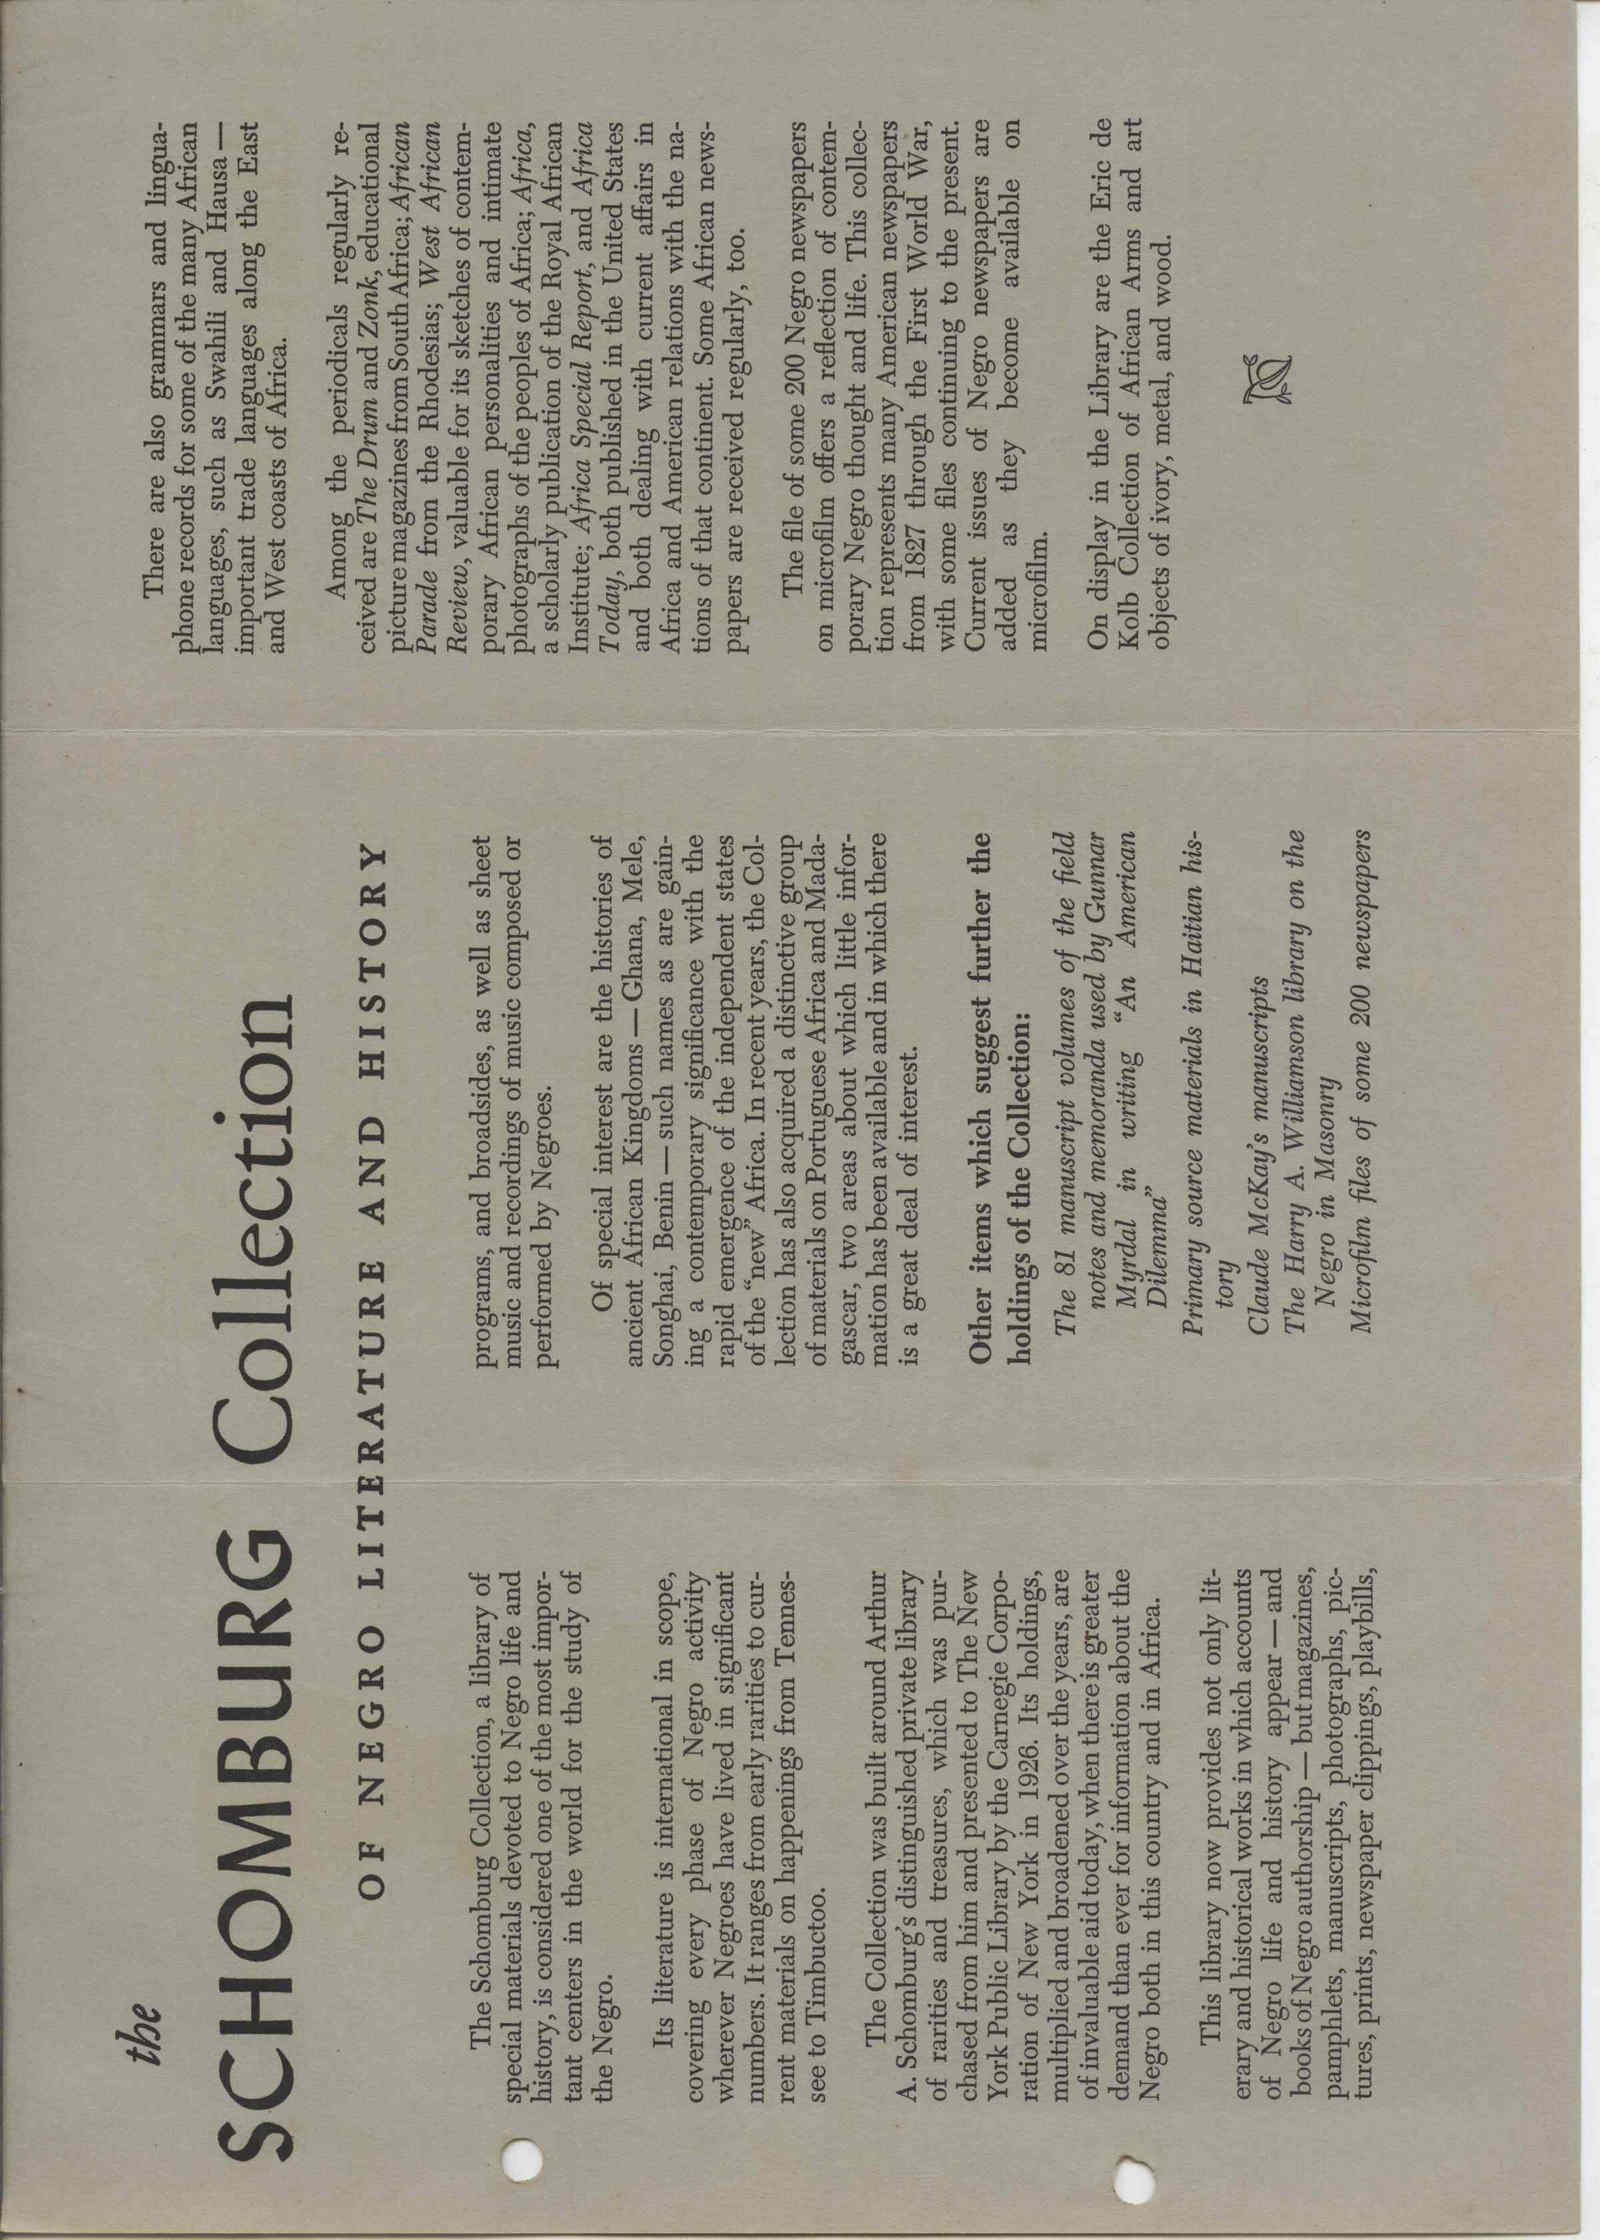 the
SCHOMBURG Collection
OF NEGRO LITERATURE AND HISTORY
The Schomburg Collection, a library of
special materials devoted to Negro life and
history, is considered one of the most impor-
tant centers in the world for the study of
the Negro.
Its literature is international in scope,
covering every phase of Negro activity
wherever Negroes have lived in significant
numbers. It ranges from early rarities to cur-
rent materials on happenings from Tennes-
see to Timbuctoo.
The Collection was built around Arthur
A. Schomburg's distinguished private library
of rarities and treasures, which was pur-
chased from him and presented to The New
York Public Library by the Carnegie Corpo-
ration of New York in 1926. Its holdings,
multiplied and broadened over the years, are
of invaluable aid today, when there is greater
demand than ever for information about the
Negro both in this country and in Africa.
This library now provides not only lit-
erary and historical works in which accounts
of Negro life and history appear — and
books of Negro authorship — but magazines,
pamphlets, manuscripts, photographs, pic-
tures, prints, newspaper clippings, playbills,
programs, and broadsides, as well as sheet
music and recordings of music composed or
performed by Negroes.
Of special interest are the histories of
ancient African Kingdoms — Ghana, Mele,
Songhai, Benin — such names as are gain-
ing a contemporary significance with the
rapid emergence of the independent states
of the "new" Africa. In recent years, the Col-
lection has also acquired a distinctive group
of materials on Portuguese Africa and Mada-
gascar, two areas about which little infor-
mation has been available and in which there
is a great deal of interest.
Other items which suggest further the
holdings of the Collection:
The 81 manuscript volumes of the field
notes and memoranda used by Gunnar
Myrdal in writing "An American
Dilemma"
Primary source materials in Haitian his-
tory
Claude McKay's manuscripts
The Harry A. Williamson library on the
Negro in Masonry
Microfilm files of some 200 newspapers
There are also grammars and lingua-
phone records for some of the many African
languages, such as Swahili and Hausa —
important trade languages along the East
and West coasts of Africa.
Among the periodicals regularly re-
ceived are The Drum and Zonk, educational
picture magazines from South Africa; African
Parade from the Rhodesias; West African
Review, valuable for its sketches of contem-
porary African personalities and intimate
photographs of the peoples of Africa; Africa,
a scholarly publication of the Royal African
Institute; Africa Special Report, and Africa
Today, both published in the United States
and both dealing with current affairs in
Africa and American relations with the na-
tions of that continent. Some African news-
papers are received regularly, too.
The file of some 200 Negro newspapers
on microfilm offers a reflection of contem-
porary Negro thought and life. This collec-
tion represents many American newspapers
from 1827 through the First World War,
with some files continuing to the present.
Current issues of Negro newspapers are
added as they become available on
microfilm.
On display in the Library are the Eric de
Kolb Collection of African Arms and art
objects of ivory, metal, and wood.